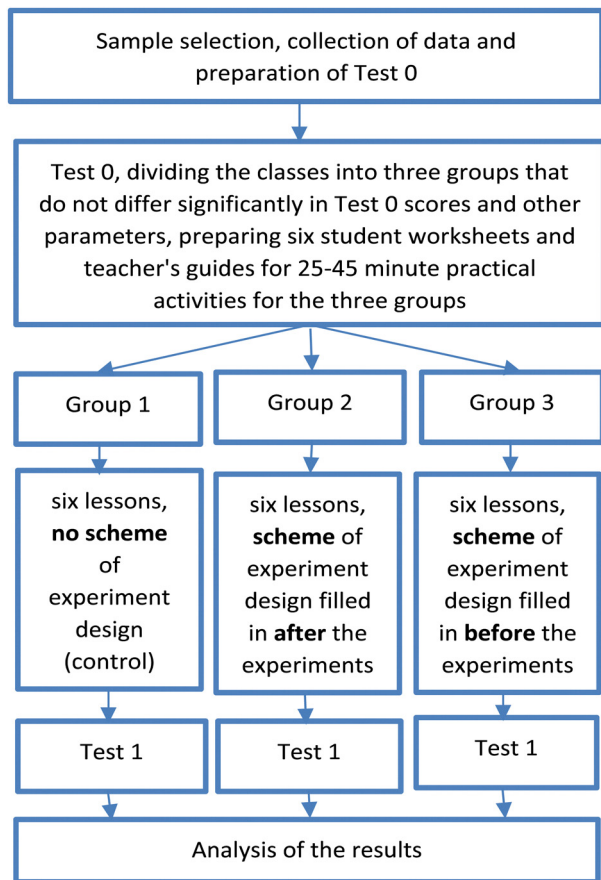 Sample selection, collection of data and
preparation of Test 0
Test 0, dividing the classes into three groups that
do not differ significantly in Test 0 scores and other
parameters, preparing six student worksheets and
teacher's guides for 25-45 minute practical
activities for the three groups
Group 1
Group 2
Group 3
six lessons,
no scheme
of
experiment
design
(control)
six lessons,
scheme of
experiment
design filled
in after the
experiments
six lessons,
scheme of
experiment
design filled
in before the
experiments
Test 1
Test 1
Test 1
Analysis of the results